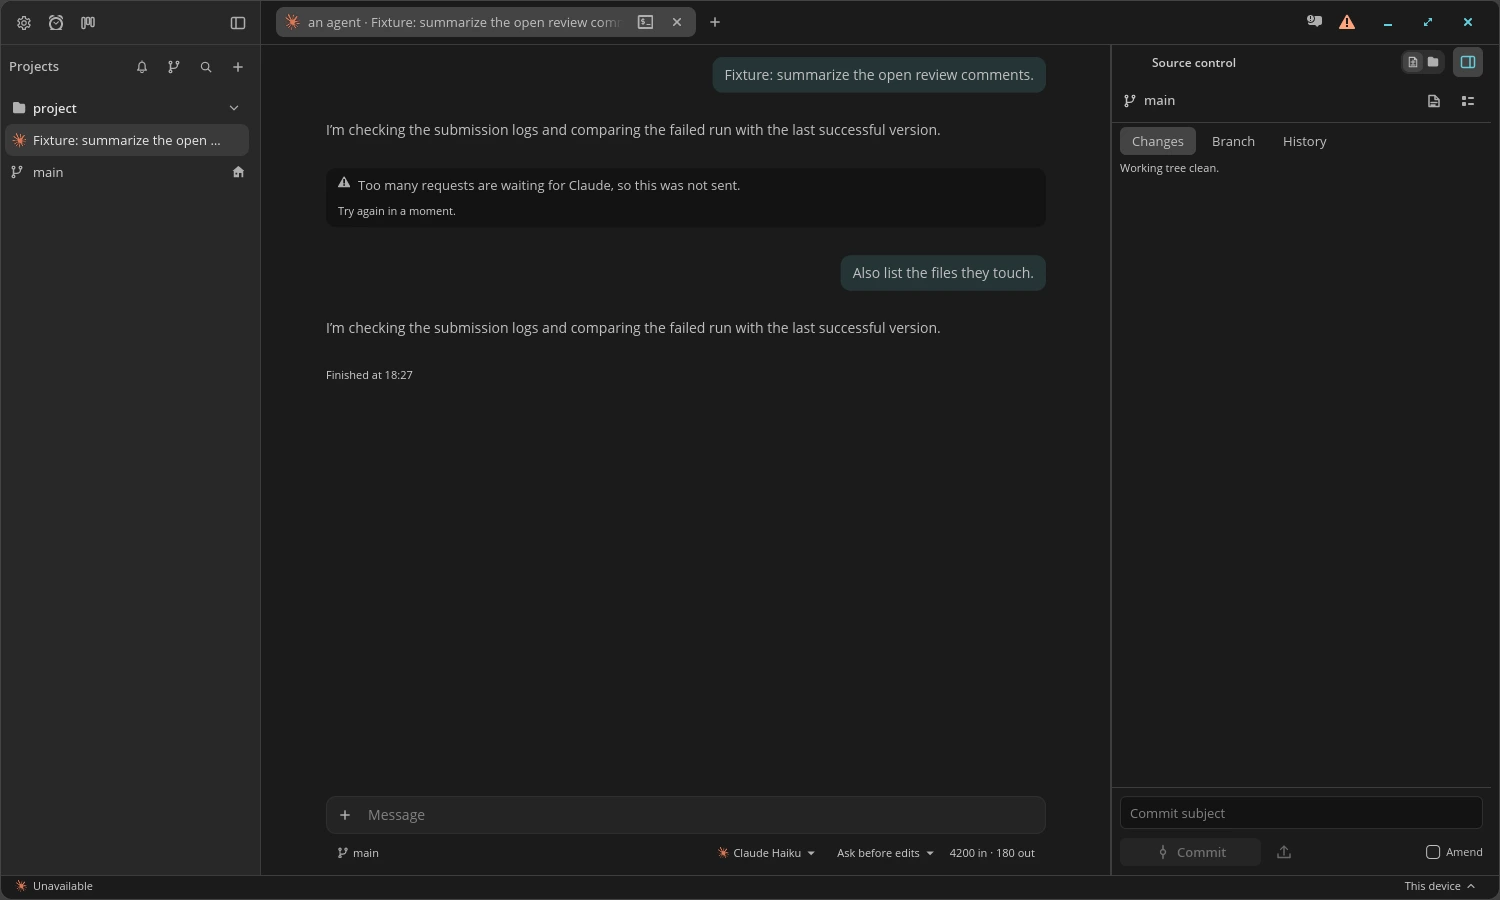 an agent · Fixture: summarize the open review com
Projects
project
Fixture: summarize the open ...
main
Fixture: summarize the open review comments.
I'm checking the submission logs and comparing the failed run with the last successful version.
Too many requests are waiting for Claude, so this was not sent.
Try again in a moment.
Also list the files they touch.
I'm checking the submission logs and comparing the failed run with the last successful version.
Finished at 18:27
Message
main
Claude Haiku
Ask before edits
4200 in · 180 out
Source control
main
Changes
Branch
History
Working tree clean.
Commit subject
Commit
Amend
Unavailable
This device